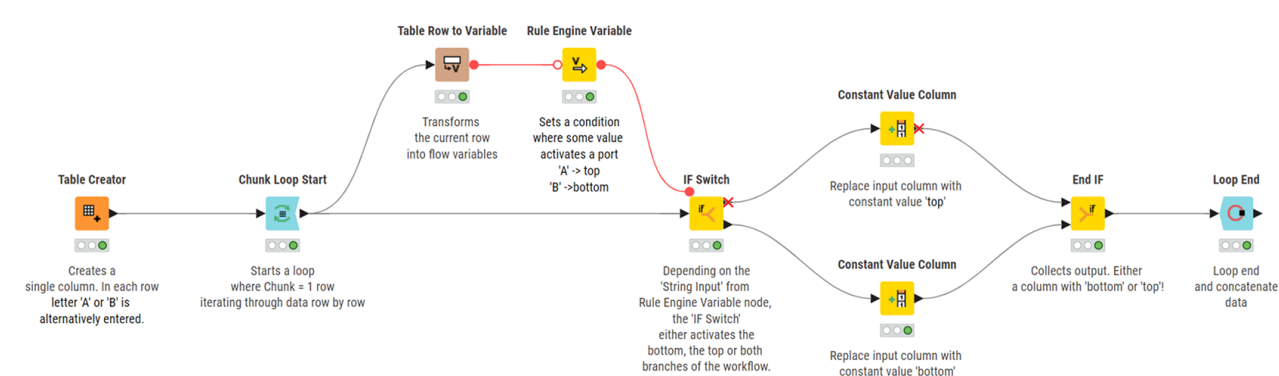 Table Row to Variable
Transforms
the current row
into flow variables
Rule Engine Variable
V
Sets a condition
where some value
activates a port
'A' -> top
'B' ->bottom
Table Creator
Creates a
single column. In each row
letter 'A' or 'B' is
alternatively entered.
Chunk Loop Start
Starts a loop
where Chunk = 1 row
iterating through data row by row
IF Switch
if
Depending on the
'String Input' from
Rule Engine Variable node,
the 'IF Switch'
either activates the
bottom, the top or both
branches of the workflow.
Constant Value Column
Replace input column with
constant value 'top'
Constant Value Column
Replace input column with
constant value 'bottom'
End IF
if
Collects output. Either
a column with 'bottom' or 'top'!
Loop End
Loop end
and concatenate
data